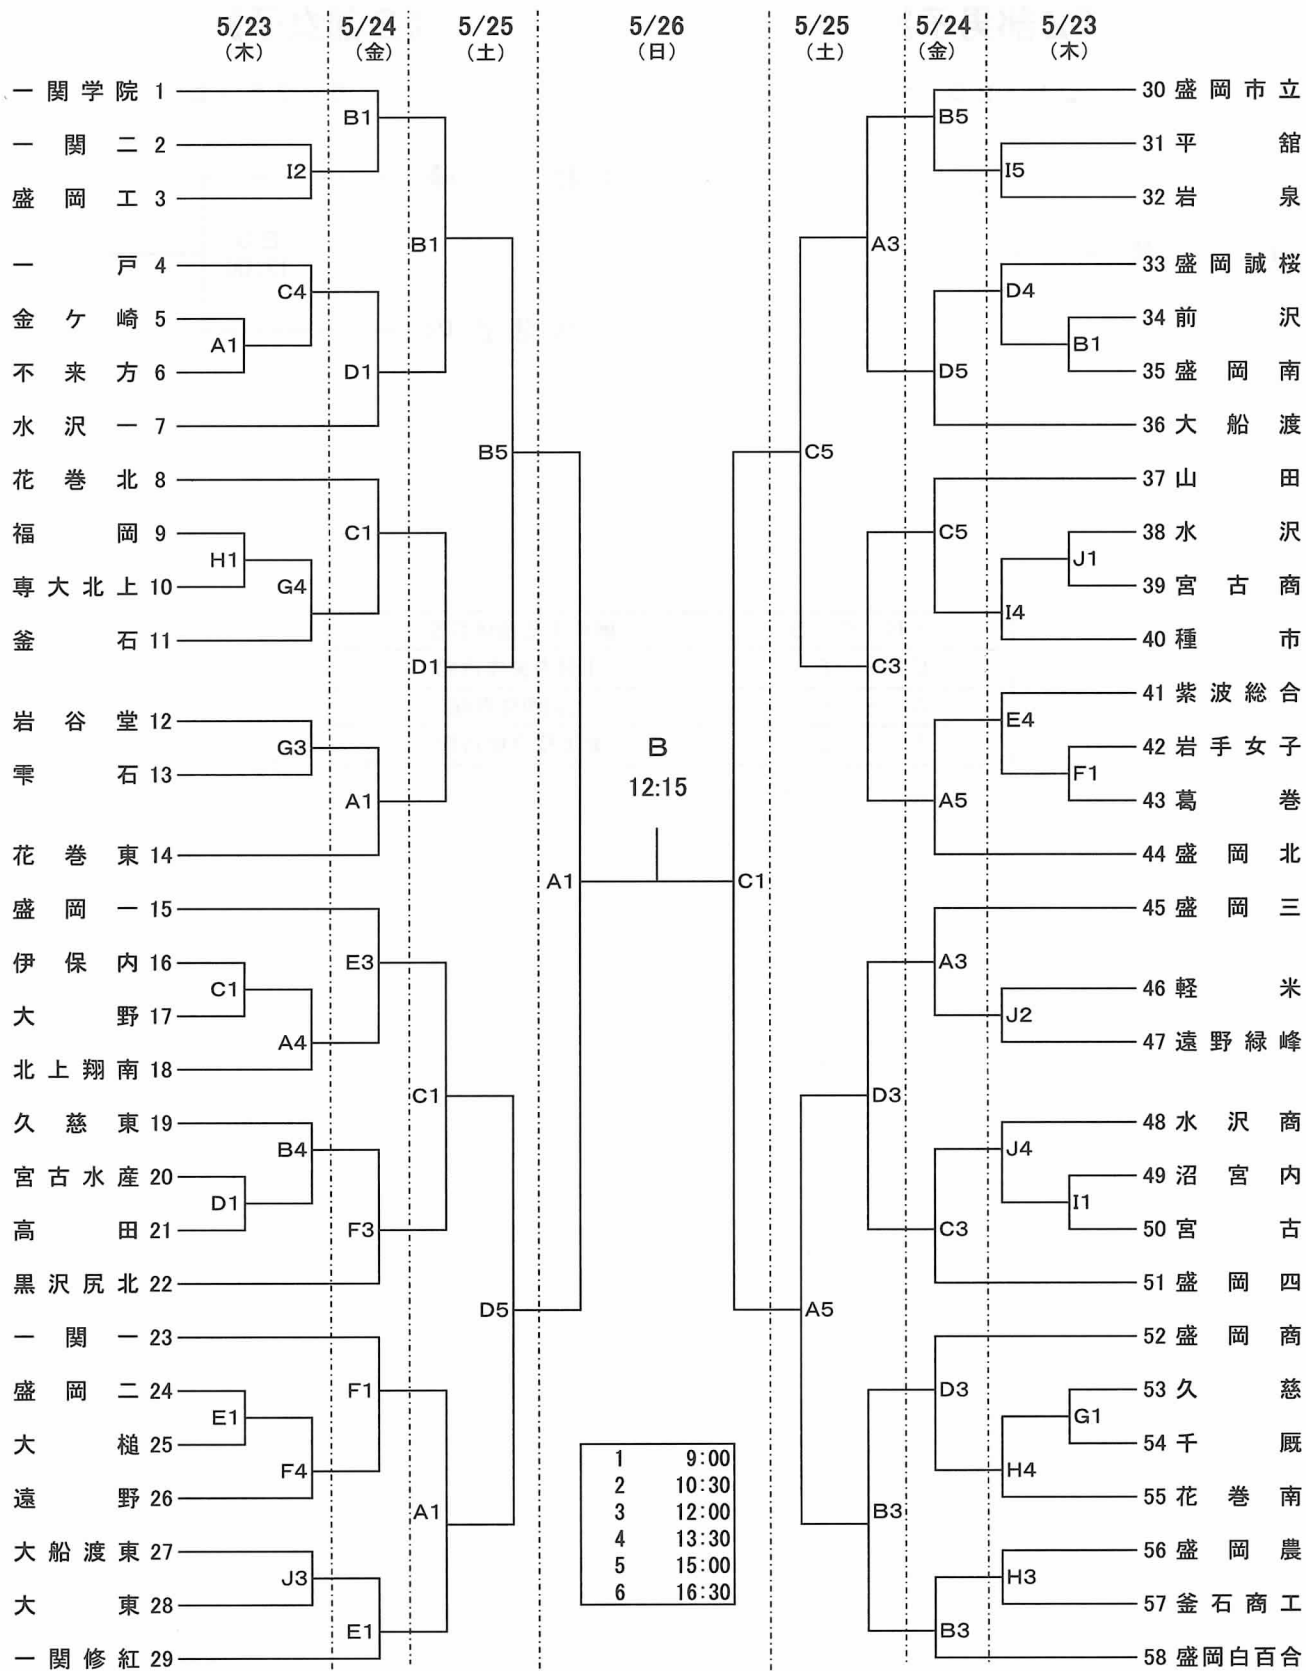 5/23 5/24 5/25 5/26 5/25 5/24 5/23
(木) (金) (土) (日) (土) (金) (木)
一関学院 1
B1
一関二 2
I2
盛岡工 3
B1
一戸 4
C4
金ケ崎 5
A1
不来方 6
D1
水沢一 7
B5
花巻北 8
C1
福岡 9
H1
専大北上 10
G4
釜石 11
D1
岩谷堂 12
G3
雫石 13
A1
花巻東 14
A1
盛岡一 15
E3
伊保内 16
C1
大野 17
A4
北上翔南 18
C1
久慈東 19
B4
宮古水産 20
D1
高田 21
F3
黒沢尻北 22
D5
一関一 23
F1
盛岡二 24
E1
大槌 25
F4
遠野 26
A1
大船渡東 27
J3
大東 28
E1
一関修紅 29
B
12:15
1 9:00
2 10:30
3 12:00
4 13:30
5 15:00
6 16:30
30 盛岡市立
B5
31 平舘
I5
32 岩泉
A3
33 盛岡誠桜
D4
34 前沢
B1
35 盛岡南
D5
36 大船渡
C5
37 山田
C5
38 水沢
J1
39 宮古商
I4
40 種市
C3
41 紫波総合
E4
42 岩手女子
F1
43 葛巻
A5
44 盛岡北
C1
45 盛岡三
A3
46 軽米
J2
47 遠野緑峰
D3
48 水沢商
J4
49 沼宮内
I1
50 宮古
C3
51 盛岡四
A5
52 盛岡商
D3
53 久慈
G1
54 千厩
H4
55 花巻南
B3
56 盛岡農
H3
57 釜石商工
B3
58 盛岡白百合